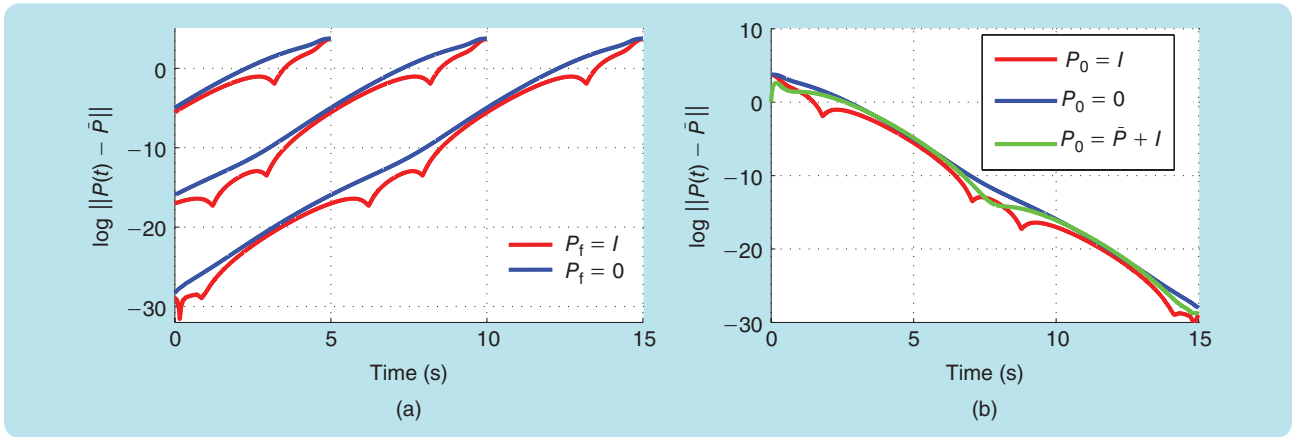 log ||P(t) − P̄||
0
−10
−20
−30
0
5
10
15
P_f = I
P_f = 0
Time (s)
(a)
log ||P(t) − P̄||
10
0
−10
−20
−30
0
5
10
15
P_0 = I
P_0 = 0
P_0 = P̄ + I
Time (s)
(b)